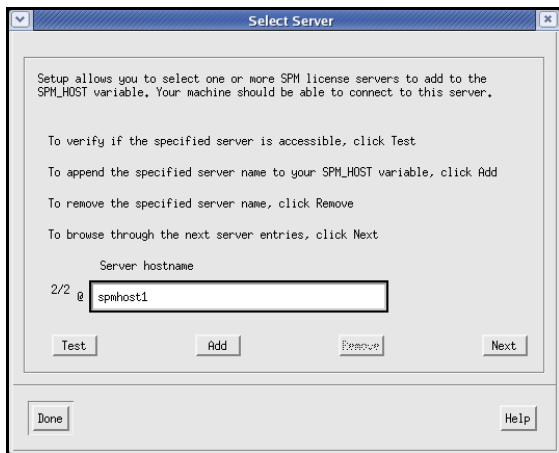 Select Server
Setup allows you to select one or more SPM license servers to add to the
SPM_HOST variable. Your machine should be able to connect to this server.
To verify if the specified server is accessible, click Test
To append the specified server name to your SPM_HOST variable, click Add
To remove the specified server name, click Remove
To browse through the next server entries, click Next
Server hostname
2/2 @ spmhost1
Test Add Remove Next
Done Help